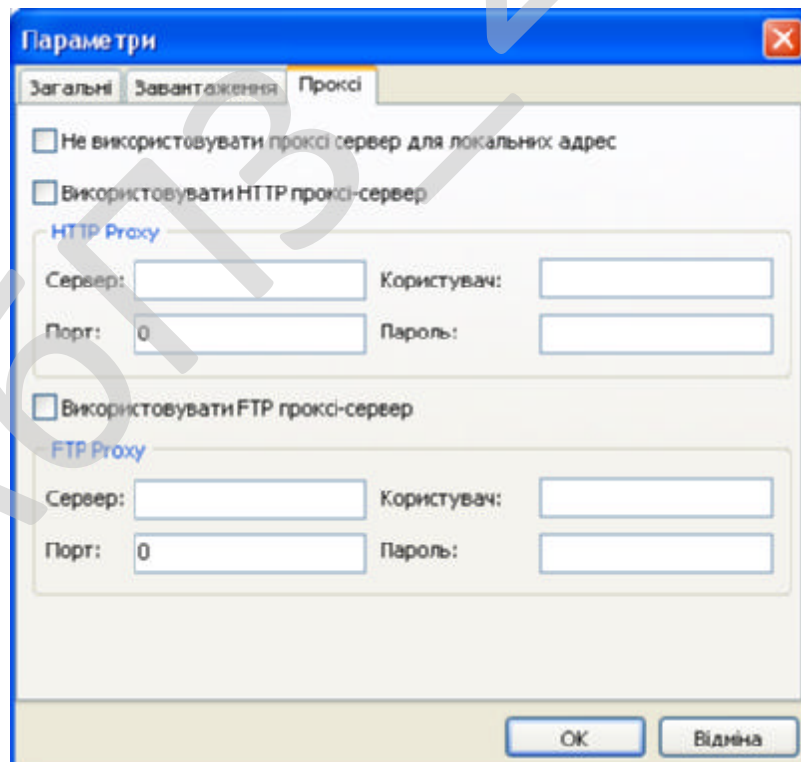 Параметри
Загальні Завантаження Проксі
Не використовувати проксі сервер для локальних адрес
Використовувати HTTP проксі-сервер
HTTP Proxy
Сервер: Користувач:
Порт: 0 Пароль:
Використовувати FTP проксі-сервер
FTP Proxy
Сервер: Користувач:
Порт: 0 Пароль:
OK Відміна